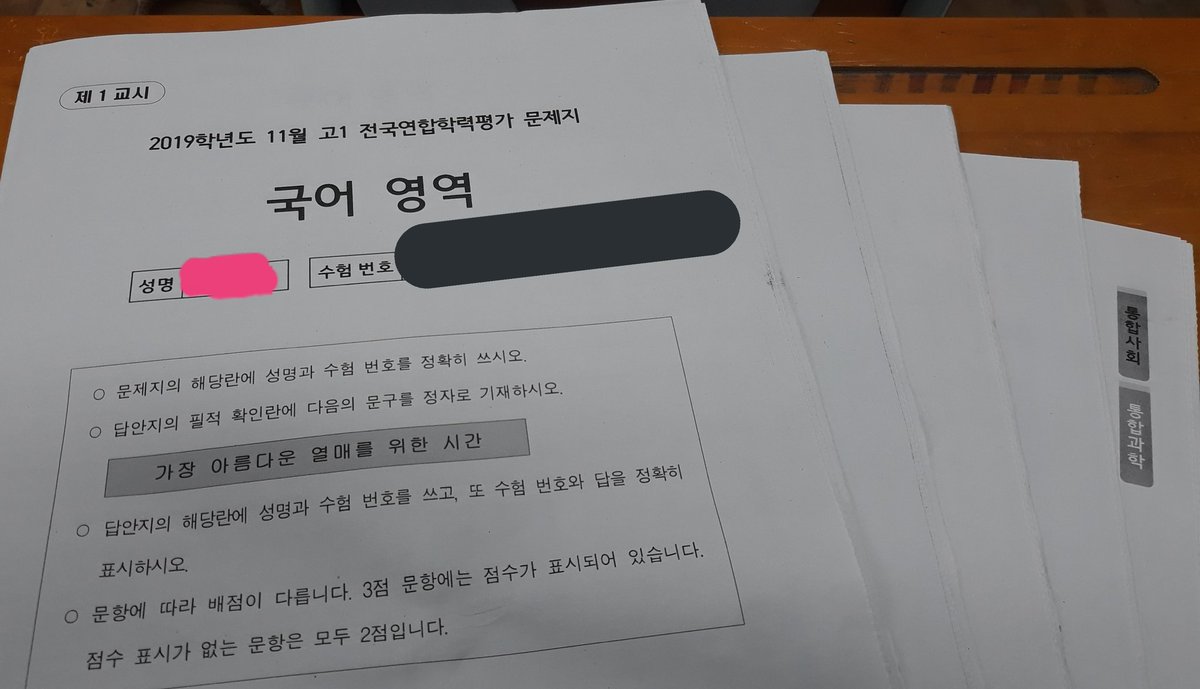 제 1 교시
2019학년도 11월 고1 전국연합학력평가 문제지
국어 영역
성명
수험 번호
○ 문제지의 해당란에 성명과 수험 번호를 정확히 쓰시오.
○ 답안지의 필적 확인란에 다음의 문구를 정자로 기재하시오.
가장 아름다운 열매를 위한 시간
○ 답안지의 해당란에 성명과 수험 번호를 쓰고, 또 수험 번호와 답을 정확히
표시하시오.
○ 문항에 따라 배점이 다릅니다. 3점 문항에는 점수가 표시되어 있습니다.
점수 표시가 없는 문항은 모두 2점입니다.
통합사회
통합과학